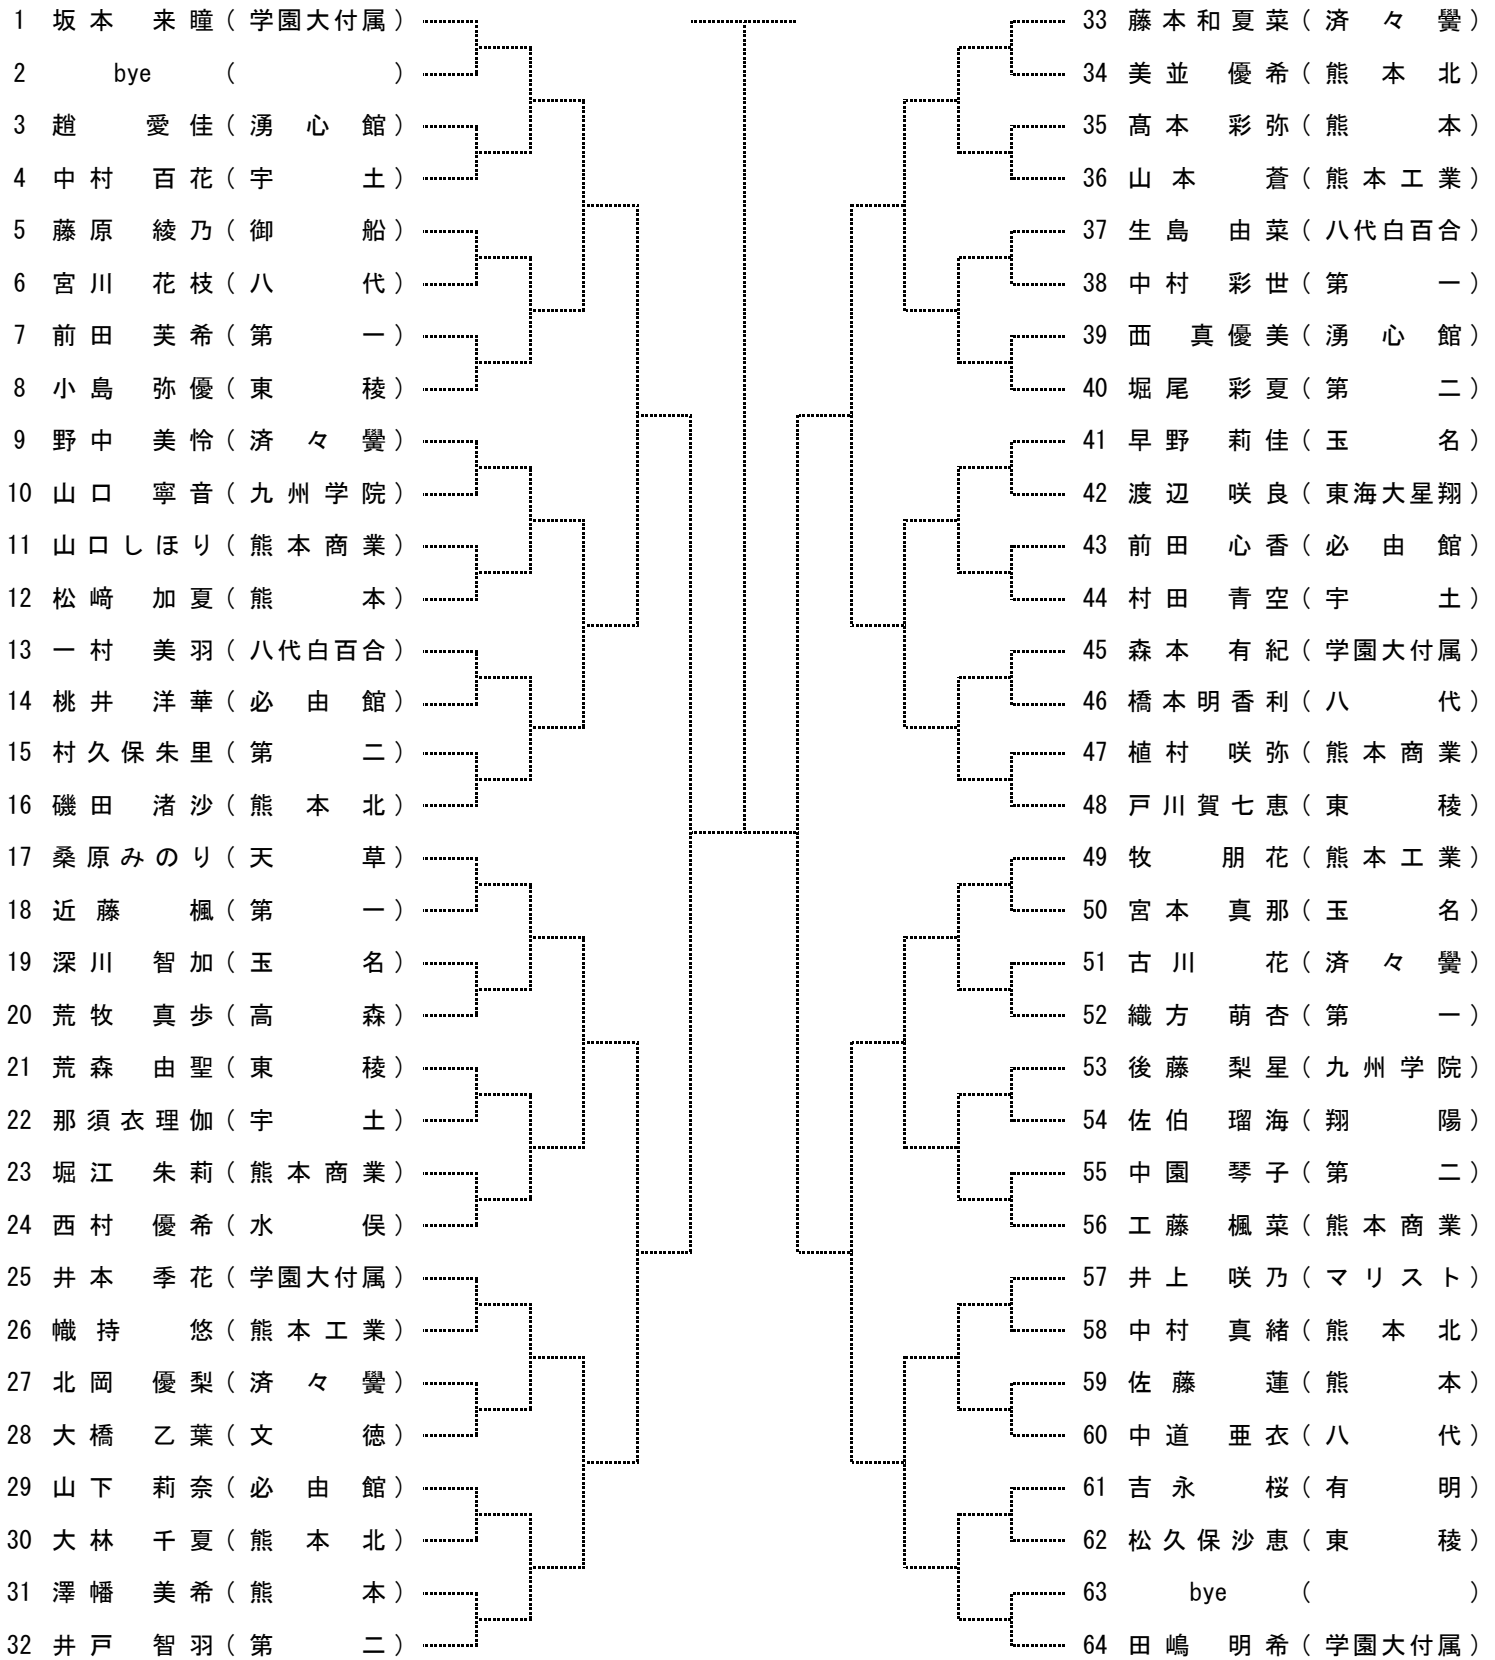 1 坂本 来瞳（学園大付属）
2 bye （ ）
3 趙 愛佳（湧心館）
4 中村 百花（宇土）
5 藤原 綾乃（御船）
6 宮川 花枝（八代）
7 前田 芙希（第一）
8 小島 弥優（東稜）
9 野中 美怜（済々黌）
10 山口 寧音（九州学院）
11 山口しほり（熊本商業）
12 松﨑 加夏（熊本）
13 一村 美羽（八代白百合）
14 桃井 洋華（必由館）
15 村久保朱里（第二）
16 磯田 渚沙（熊本北）
17 桑原みのり（天草）
18 近藤 楓（第一）
19 深川 智加（玉名）
20 荒牧 真歩（高森）
21 荒森 由聖（東稜）
22 那須衣理伽（宇土）
23 堀江 朱莉（熊本商業）
24 西村 優希（水俣）
25 井本 季花（学園大付属）
26 幟持 悠（熊本工業）
27 北岡 優梨（済々黌）
28 大橋 乙葉（文徳）
29 山下 莉奈（必由館）
30 大林 千夏（熊本北）
31 澤幡 美希（熊本）
32 井戸 智羽（第二）
33 藤本和夏菜（済々黌）
34 美並 優希（熊本北）
35 髙本 彩弥（熊本）
36 山本 蒼（熊本工業）
37 生島 由菜（八代白百合）
38 中村 彩世（第一）
39 西 真優美（湧心館）
40 堀尾 彩夏（第二）
41 早野 莉佳（玉名）
42 渡辺 咲良（東海大星翔）
43 前田 心香（必由館）
44 村田 青空（宇土）
45 森本 有紀（学園大付属）
46 橋本明香利（八代）
47 植村 咲弥（熊本商業）
48 戸川賀七恵（東稜）
49 牧 朋花（熊本工業）
50 宮本 真那（玉名）
51 古川 花（済々黌）
52 織方 萌杏（第一）
53 後藤 梨星（九州学院）
54 佐伯 瑠海（翔陽）
55 中園 琴子（第二）
56 工藤 楓菜（熊本商業）
57 井上 咲乃（マリスト）
58 中村 真緒（熊本北）
59 佐藤 蓮（熊本）
60 中道 亜衣（八代）
61 吉永 桜（有明）
62 松久保沙恵（東稜）
63 bye （ ）
64 田嶋 明希（学園大付属）